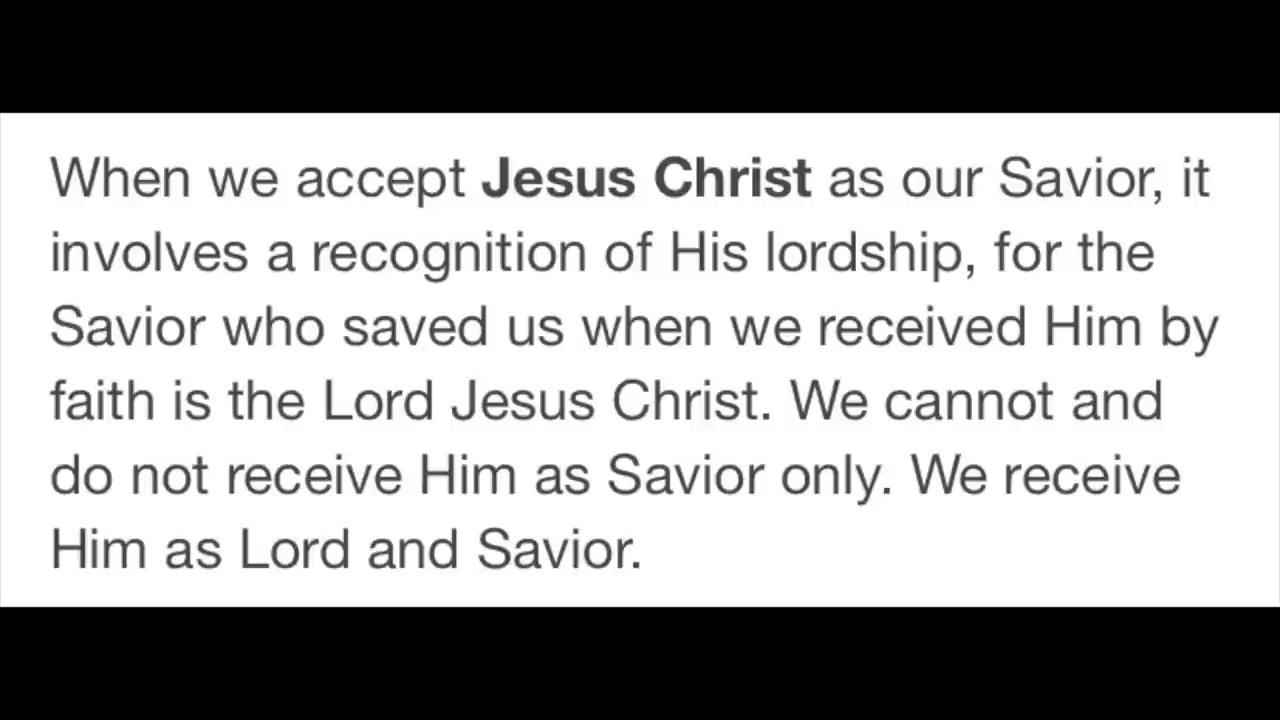 When we accept Jesus Christ as our Savior, it
involves a recognition of His lordship, for the
Savior who saved us when we received Him by
faith is the Lord Jesus Christ. We cannot and
do not receive Him as Savior only. We receive
Him as Lord and Savior.